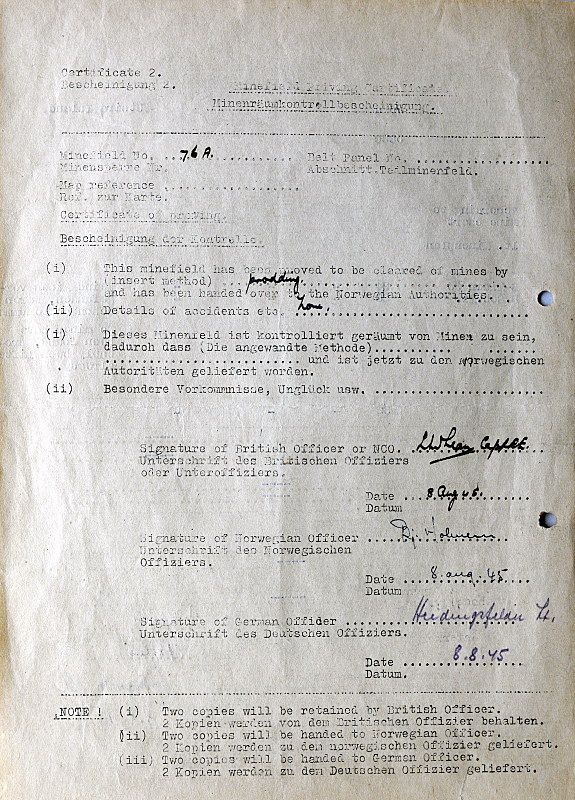 Certificate 2.
Bescheinigung 2.
Minefield Proving Certificat
Minenräumkontrollbescheinigung.
Minefield No. ...76 A............
Minensperre Nr.
Belt Panel No. .................
Abschnitt.Teilminenfeld.
Map reference ...................
Ref. zur Karte.
Certificate of proving.
Bescheinigung der Kontrolle.
(i) This minefield has been proved to be cleared of mines by
(insert method) .... prodding ....................
and has been handed over to the Norwegian Authorities.
(ii) Details of accidents etc. ................................
(i) Dieses Minenfeld ist kontrolliert geräumt von Minen zu sein,
dadurch dass (Die angewandte Methode)........... ........
.................. ........ und ist jetzt zu den Norwegischen
Autoritäten geliefert worden.
(ii) Besondere Vorkommnisse, Unglück usw. ......................
Signature of British Officer or NCO. ................
Unterschrift des Britischen Offiziers
oder Unteroffiziers.
Date ...8 Aug 45.......
Datum
Signature of Norwegian Officer ....................
Unterschrift des Norwegischen
Offiziers.
Date ...8 aug. 45......
Datum
Signature of German Offider ....................
Unterschrift des Deutschen Offiziers.
Date ......8.8.45.......
Datum.
NOTE ! (i) Two copies will be retained by British Officer.
2 Kopien werden von dem Britischen Offizier behalten.
(ii) Two copies will be handed to Norwegian Officer.
2 Kopien werden zu dem norwegischen Offizier geliefert.
(iii) Two copies will be handed to German Officer.
2 Kopien werden zu dem Deutschen Offizier geliefert.